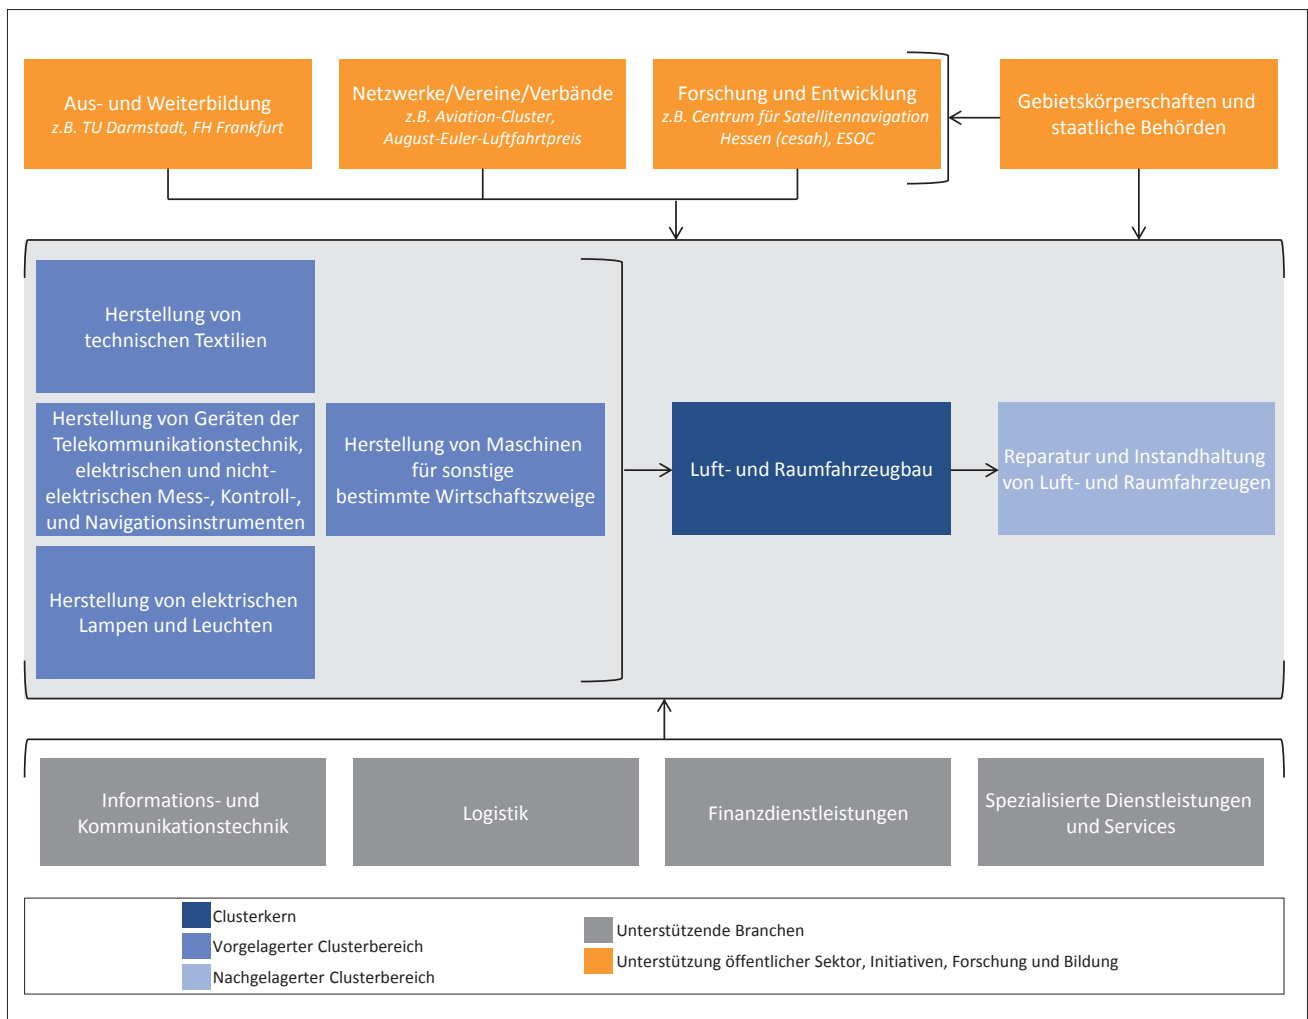 Aus- und Weiterbildung
z.B. TU Darmstadt, FH Frankfurt
Netzwerke/Vereine/Verbände
z.B. Aviation-Cluster,
August-Euler-Luftfahrtpreis
Forschung und Entwicklung
z.B. Centrum für Satellitennavigation
Hessen (cesah), ESOC
Gebietskörperschaften und
staatliche Behörden
Herstellung von
technischen Textilien
Herstellung von Geräten der
Telekommunikationstechnik,
elektrischen und nicht-
elektrischen Mess-, Kontroll-,
und Navigationsinstrumenten
Herstellung von Maschinen
für sonstige
bestimmte Wirtschaftszweige
Luft- und Raumfahrzeugbau
Reparatur und Instandhaltung
von Luft- und Raumfahrzeugen
Herstellung von elektrischen
Lampen und Leuchten
Informations- und
Kommunikationstechnik
Logistik
Finanzdienstleistungen
Spezialisierte Dienstleistungen
und Services
Clusterkern
Vorgelagerter Clusterbereich
Nachgelagerter Clusterbereich
Unterstützende Branchen
Unterstützung öffentlicher Sektor, Initiativen, Forschung und Bildung